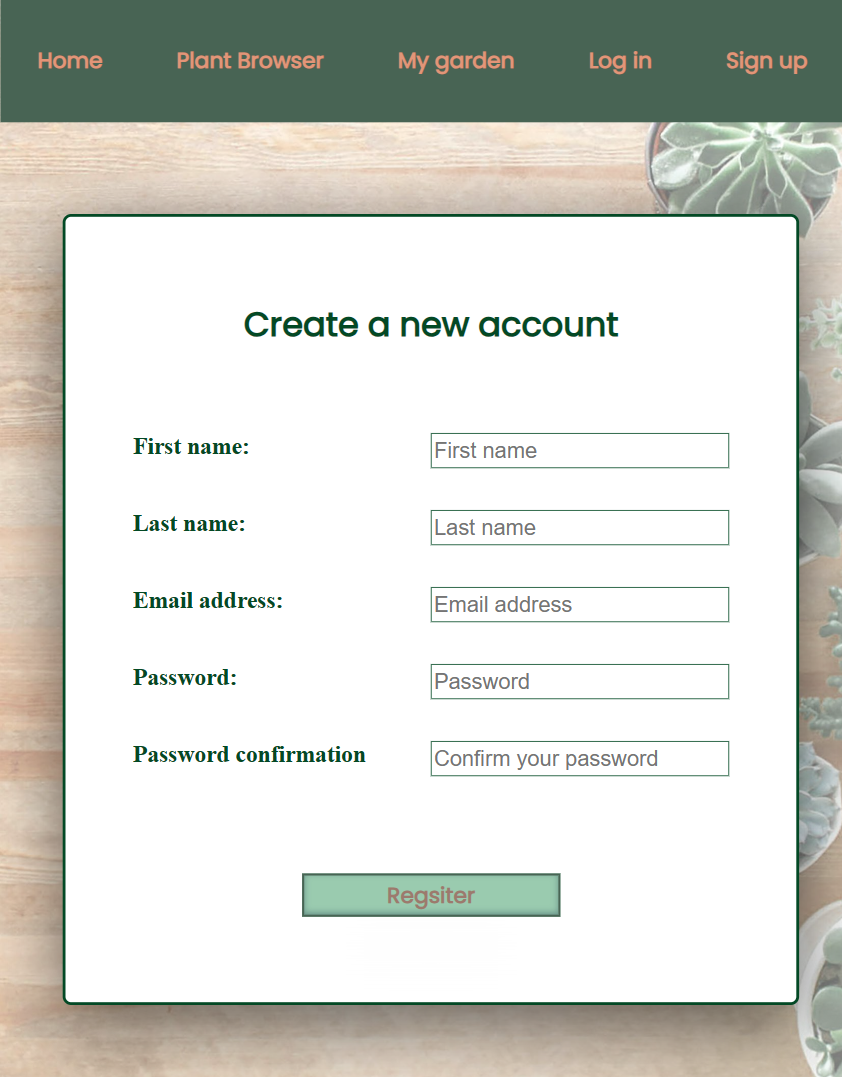 Home Plant Browser My garden Log in Sign up
Create a new account
First name: First name
Last name: Last name
Email address: Email address
Password: Password
Password confirmation Confirm your password
Regsiter